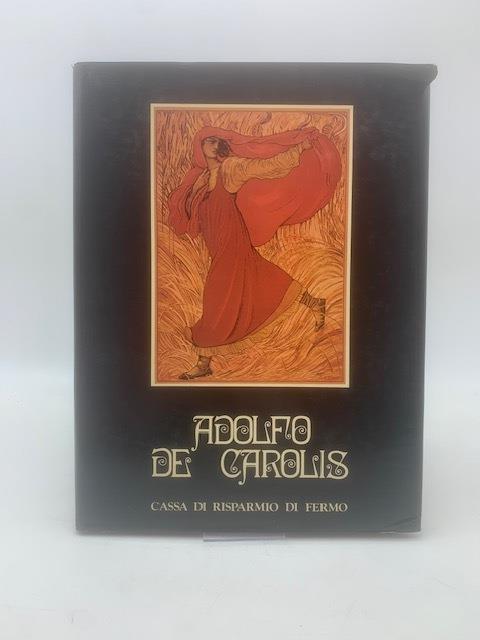 ADOLFO
DE CAROLIS
CASSA DI RISPARMIO DI FERMO